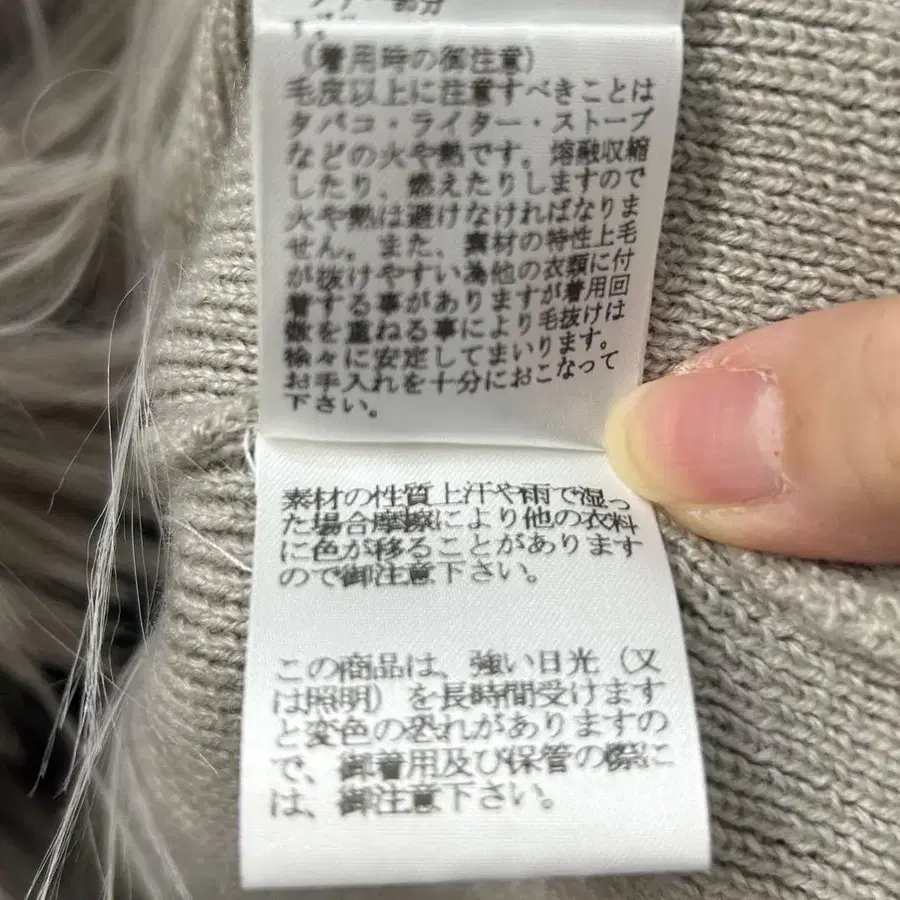 部分
(着用時の御注意)
毛度以上に注意すべきことは
タバコ・ライター・ストーブ
などの火や熱です。熔融収縮
したり、燃えたりしますので
火や熱は避けなければなりま
せん。また、素材の特性上毛
が抜けやすい為他の衣類に付
着する事がありますが着用回
数を重ねる事により毛抜けは
徐々に安定してまいります。
お手入れを十分におこなって
下さい。
素材の性質上汗や雨で湿っ
た場合摩擦により他の衣料
に色が移ることがあります
ので御注意下さい。
この商品は、強い日光(又
は照明)を長時間受けます
と変色の恐れがありますの
で、御着用及び保管の際に
は、御注意下さい。